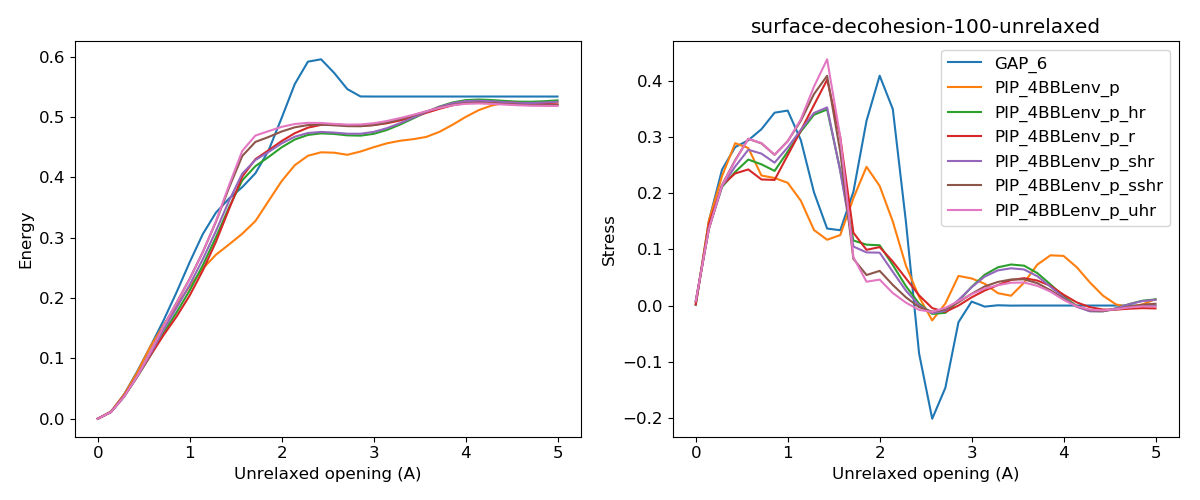 surface-decohesion-100-unrelaxed
Energy
0.6
0.5
0.4
0.3
0.2
0.1
0.0
0 1 2 3 4 5
Unrelaxed opening (A)
Stress
0.4
0.3
0.2
0.1
0.0
−0.1
−0.2
0 1 2 3 4 5
Unrelaxed opening (A)
GAP_6
PIP_4BBLenv_p
PIP_4BBLenv_p_hr
PIP_4BBLenv_p_r
PIP_4BBLenv_p_shr
PIP_4BBLenv_p_sshr
PIP_4BBLenv_p_uhr